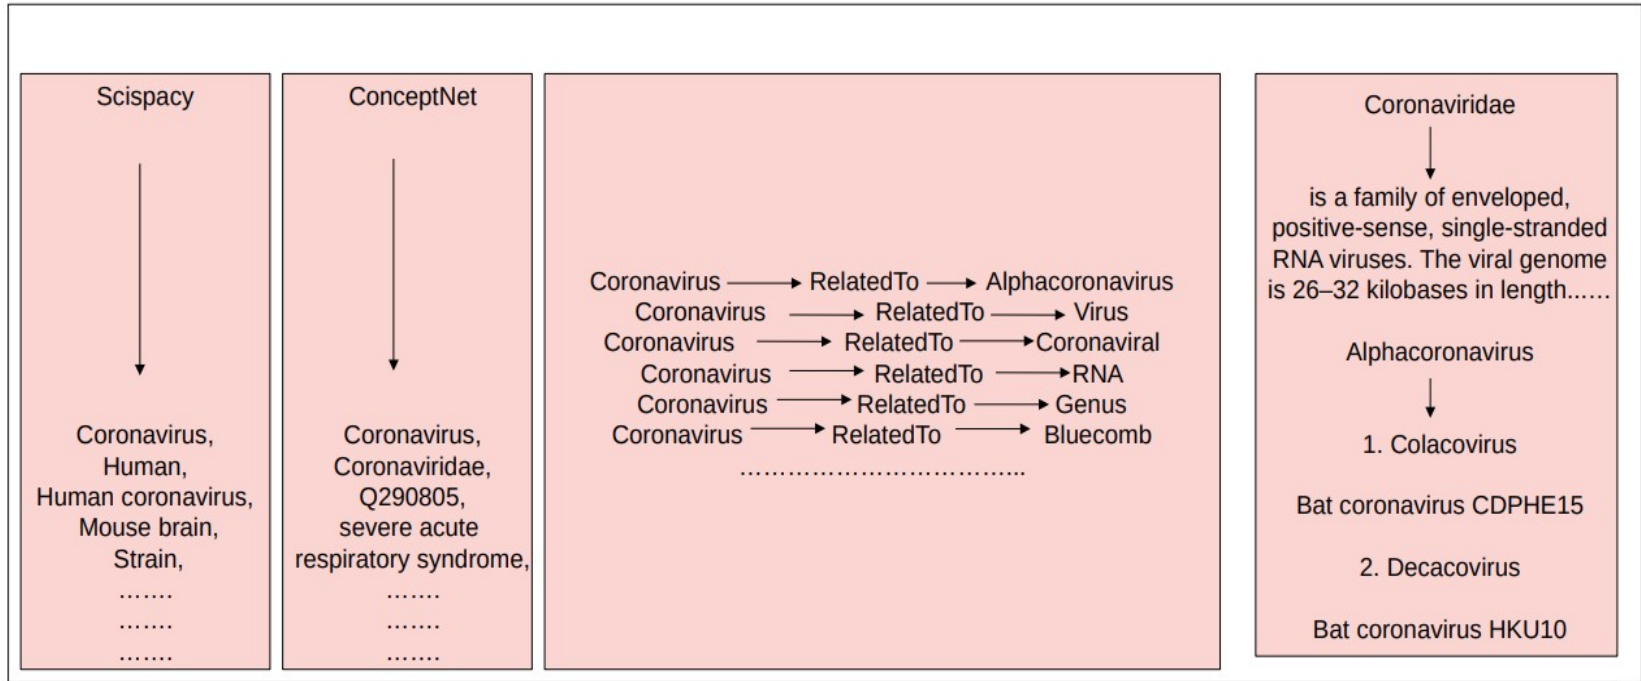 Scispacy
Coronavirus,
Human,
Human coronavirus,
Mouse brain,
Strain,
…….
…….
…….
ConceptNet
Coronavirus,
Coronaviridae,
Q290805,
severe acute
respiratory syndrome,
…….
…….
…….
Coronavirus RelatedTo Alphacoronavirus
Coronavirus RelatedTo Virus
Coronavirus RelatedTo Coronaviral
Coronavirus RelatedTo RNA
Coronavirus RelatedTo Genus
Coronavirus RelatedTo Bluecomb
……………………………...
Coronaviridae
is a family of enveloped,
positive-sense, single-stranded
RNA viruses. The viral genome
is 26–32 kilobases in length...…
Alphacoronavirus
1. Colacovirus
Bat coronavirus CDPHE15
2. Decacovirus
Bat coronavirus HKU10